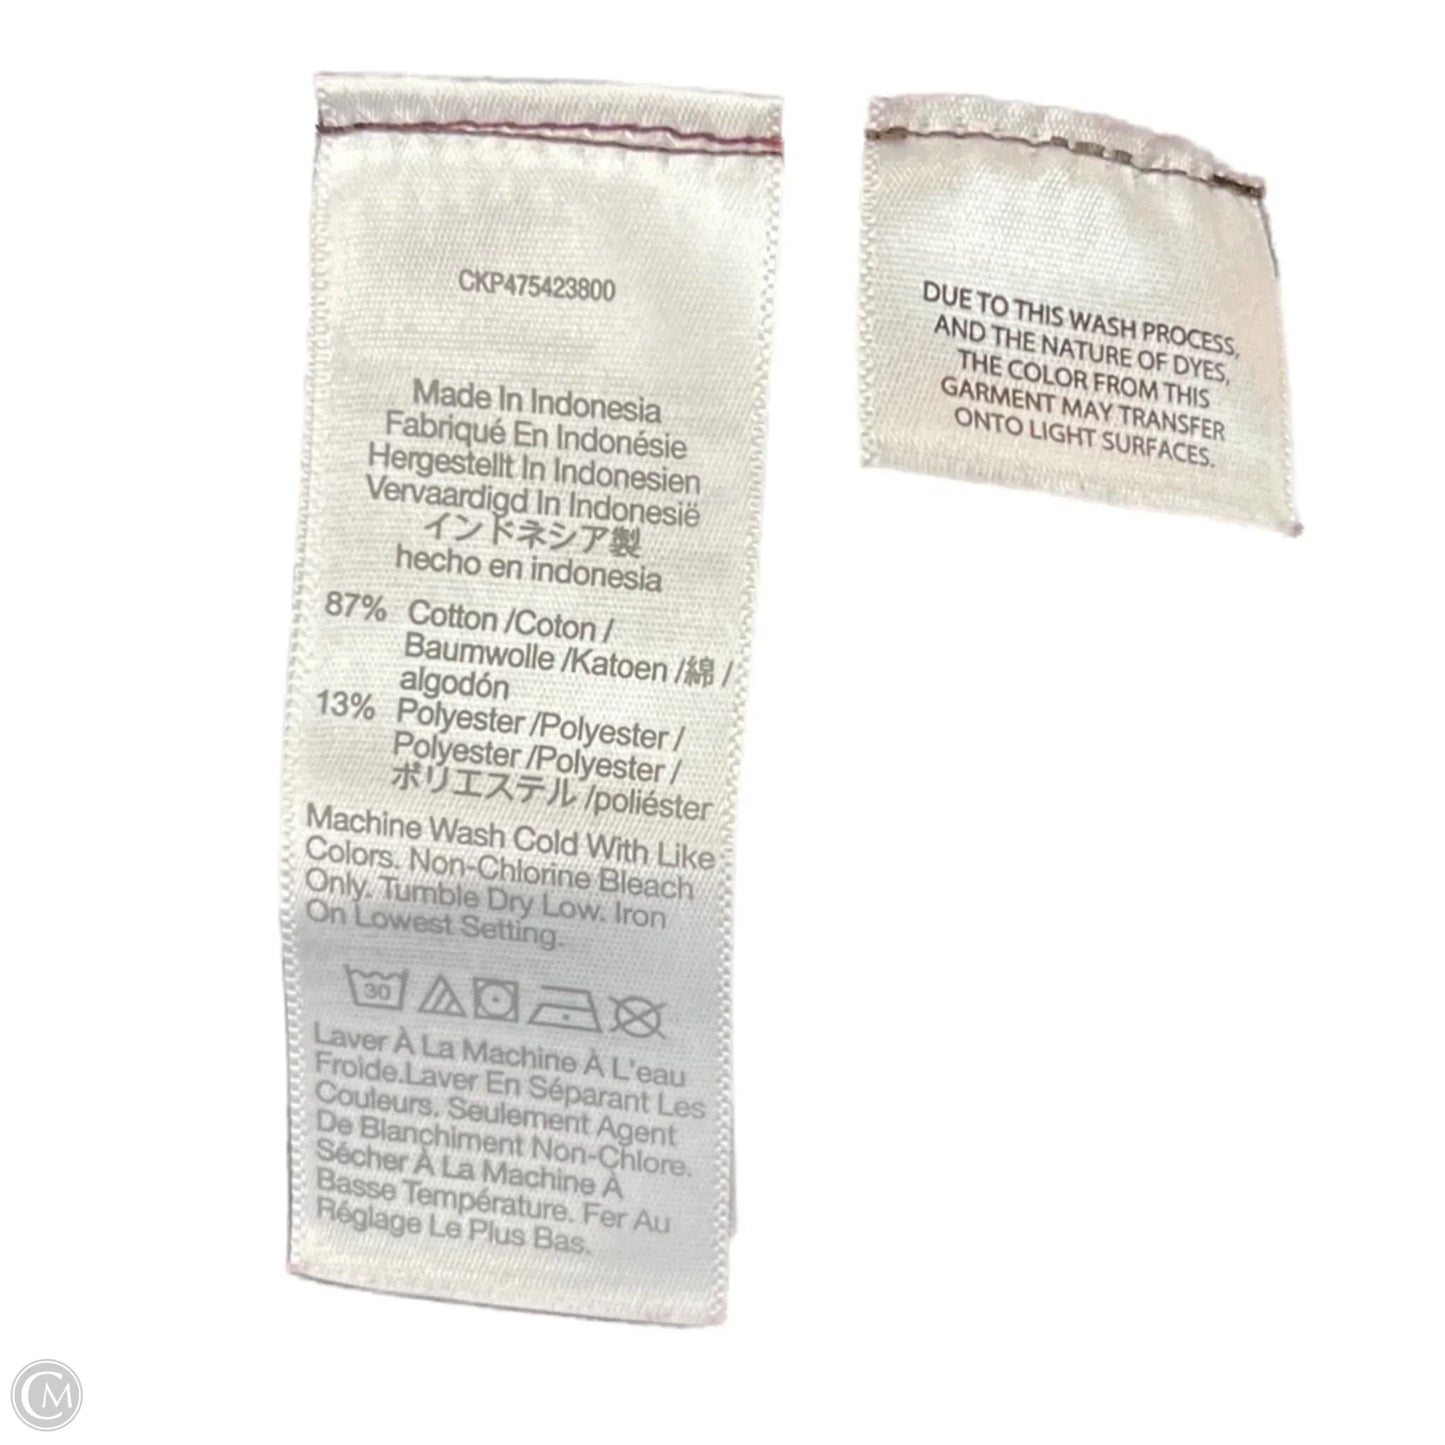 CKP475423800
Made In Indonesia
Fabriqué En Indonésie
Hergestellt In Indonesien
Vervaardigd In Indonesië
インドネシア製
hecho en indonesia
87% Cotton /Coton /
Baumwolle /Katoen /綿 /
algodón
13% Polyester /Polyester /
Polyester /Polyester /
ポリエステル /poliéster
Machine Wash Cold With Like
Colors. Non-Chlorine Bleach
Only. Tumble Dry Low. Iron
On Lowest Setting.
30
Laver À La Machine À L'eau
Froide.Laver En Séparant Les
Couleurs. Seulement Agent
De Blanchiment Non-Chlore.
Sécher À La Machine À
Basse Température. Fer Au
Réglage Le Plus Bas.
DUE TO THIS WASH PROCESS,
AND THE NATURE OF DYES,
THE COLOR FROM THIS
GARMENT MAY TRANSFER
ONTO LIGHT SURFACES.
CM